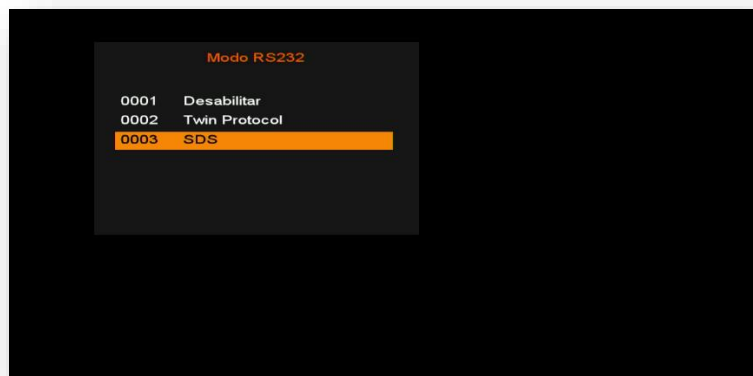 Modo RS232
0001 Desabilitar
0002 Twin Protocol
0003 SDS